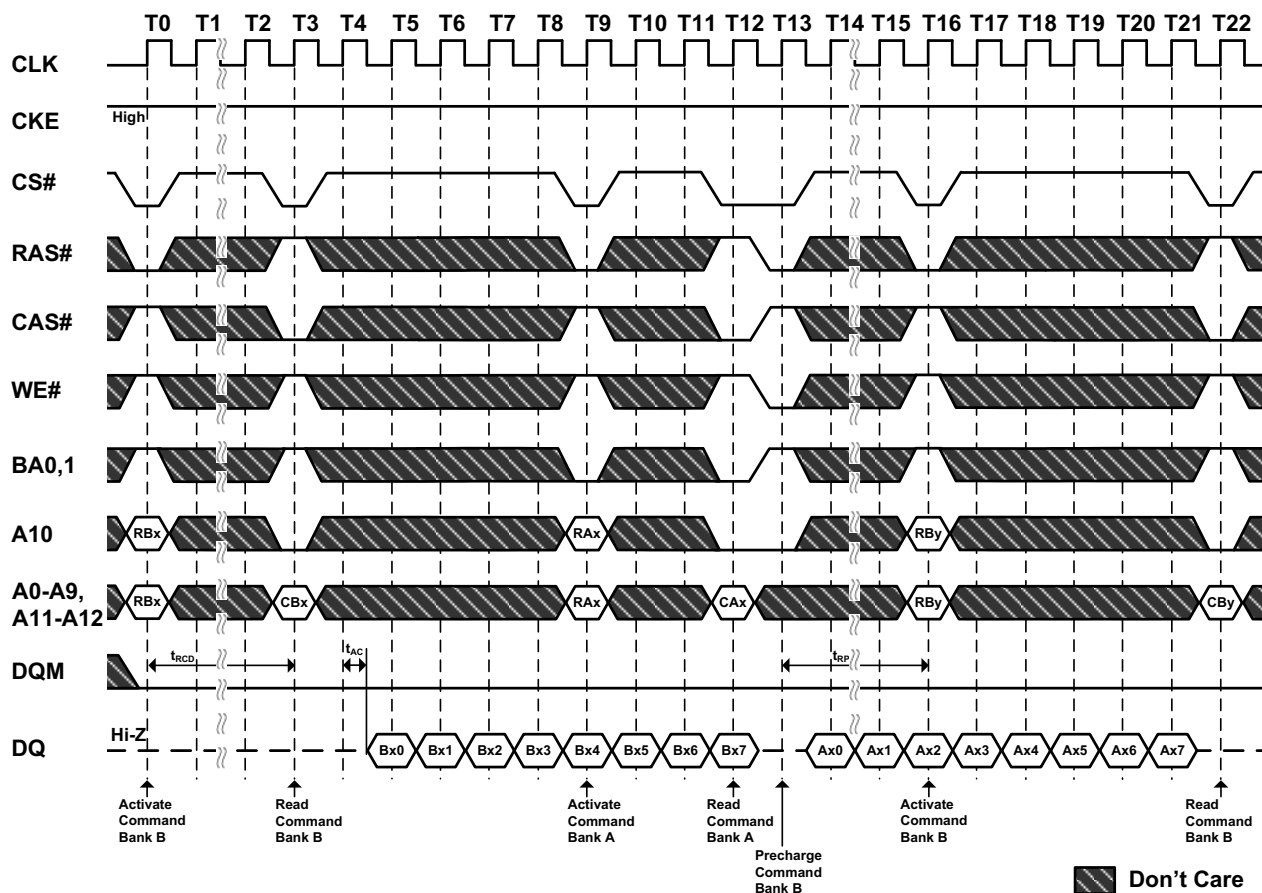 T0 T1 T2 T3 T4 T5 T6 T7 T8 T9 T10 T11 T12 T13 T14 T15 T16 T17 T18 T19 T20 T21 T22
CLK
CKE High
CS#
RAS#
CAS#
WE#
BA0,1
A10 RBx RAx RBy
A0-A9,
A11-A12 RBx CBx RAx CAx RBy CBy
DQM tRCD tAC tRP
DQ Hi-Z Bx0 Bx1 Bx2 Bx3 Bx4 Bx5 Bx6 Bx7 Ax0 Ax1 Ax2 Ax3 Ax4 Ax5 Ax6 Ax7
Activate
Command
Bank B
Read
Command
Bank B
Activate
Command
Bank A
Read
Command
Bank A
Precharge
Command
Bank B
Activate
Command
Bank B
Read
Command
Bank B
Don't Care